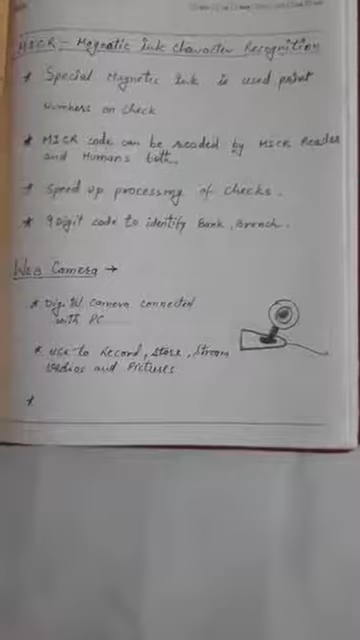 MICR - Magnetic Ink Character Recognition
* Special Magnetic Ink is used print
Numbers on check
* MICR code can be readed by MICR Reader
and Humans both.
* Speed up processing of checks.
* 9 Digit code to identify Bank, Branch.
Web Camera →
* Digital camera connected
with PC
* use to Record, store, Stream
Vedios and Pictures
*